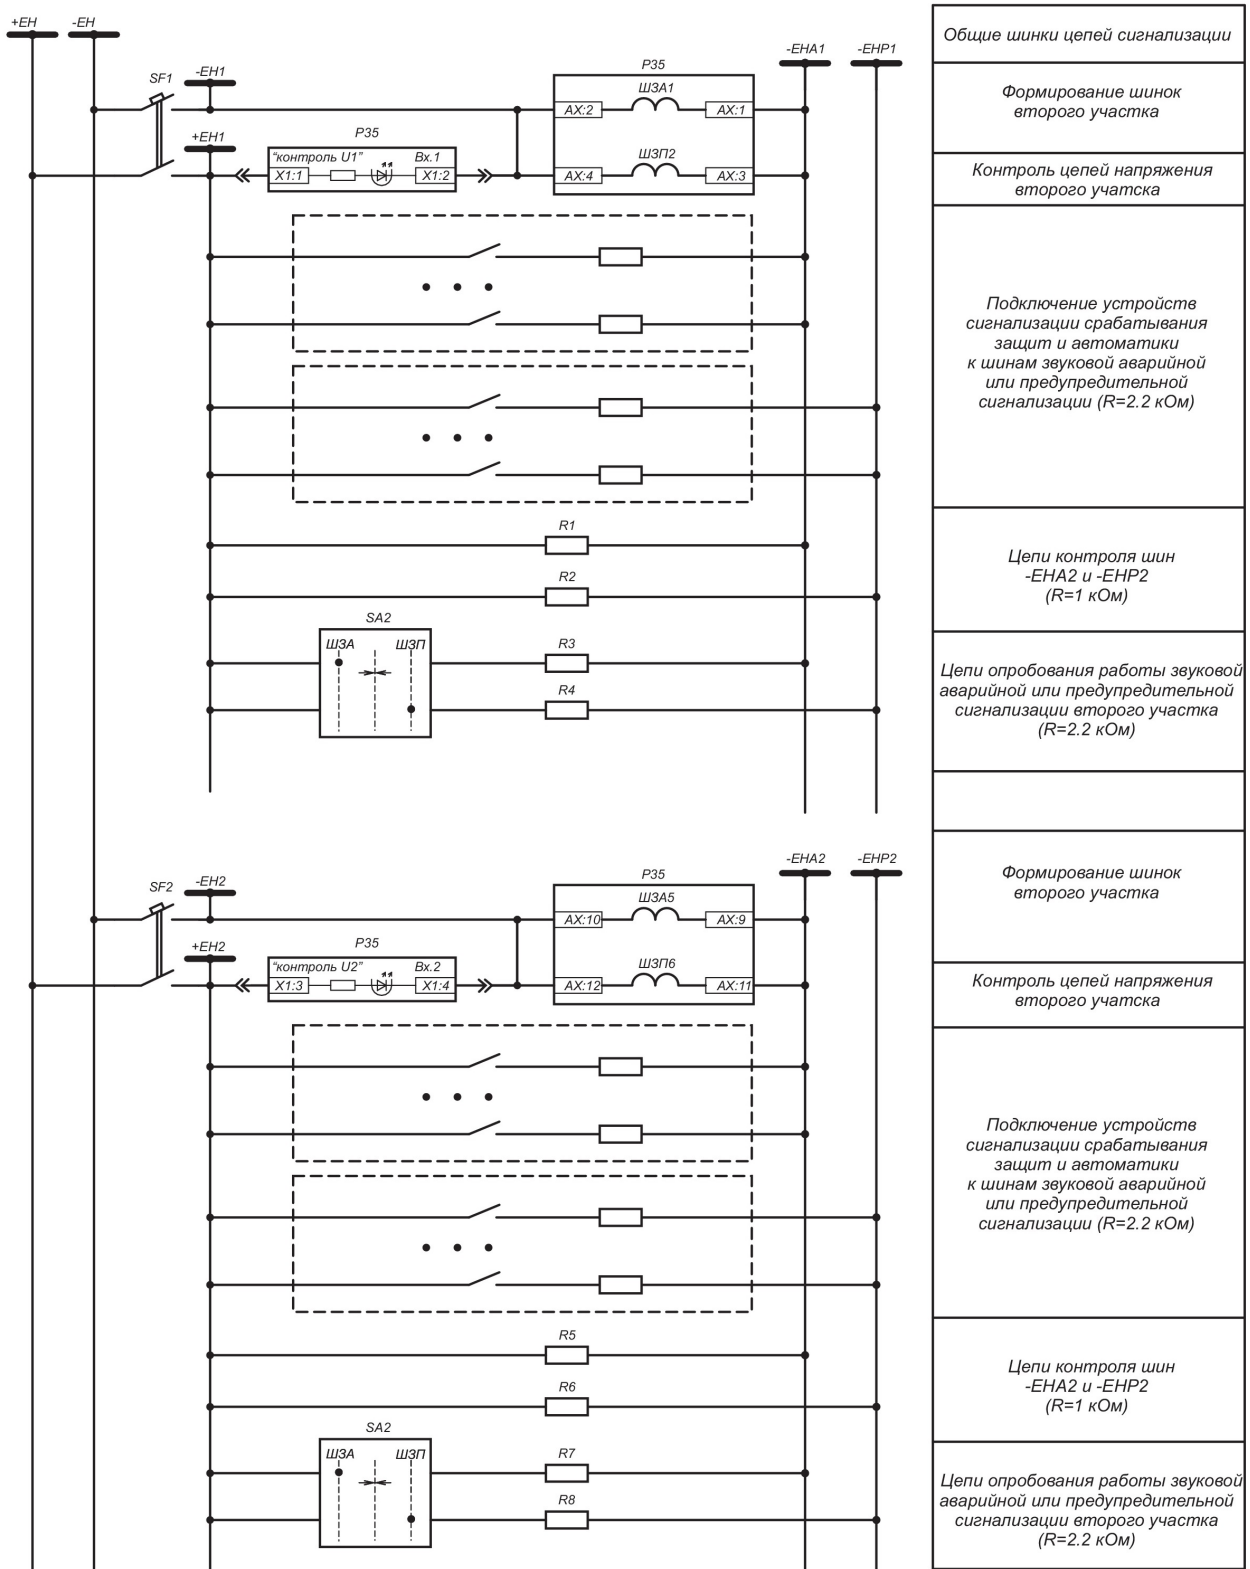 +EH
-EH
-EHA1
-EHP1
Общие шинки цепей сигнализации
SF1
-EH1
P35
ШЗА1
AX:2
AX:1
Формирование шинок
второго участка
+EH1
P35
"контроль U1"
Вх.1
X1:1
X1:2
ШЗП2
AX:4
AX:3
Контроль цепей напряжения
второго учатска
Подключение устройств
сигнализации срабатывания
защит и автоматики
к шинам звуковой аварийной
или предупредительной
сигнализации (R=2.2 кОм)
R1
R2
Цепи контроля шин
-EHA2 и -EHP2
(R=1 кОм)
SA2
ШЗА
ШЗП
R3
R4
Цепи опробования работы звуковой
аварийной или предупредительной
сигнализации второго участка
(R=2.2 кОм)
-EHA2
-EHP2
SF2
-EH2
P35
ШЗА5
AX:10
AX:9
Формирование шинок
второго участка
+EH2
P35
"контроль U2"
Вх.2
X1:3
X1:4
ШЗП6
AX:12
AX:11
Контроль цепей напряжения
второго учатска
Подключение устройств
сигнализации срабатывания
защит и автоматики
к шинам звуковой аварийной
или предупредительной
сигнализации (R=2.2 кОм)
R5
R6
Цепи контроля шин
-EHA2 и -EHP2
(R=1 кОм)
SA2
ШЗА
ШЗП
R7
R8
Цепи опробования работы звуковой
аварийной или предупредительной
сигнализации второго участка
(R=2.2 кОм)